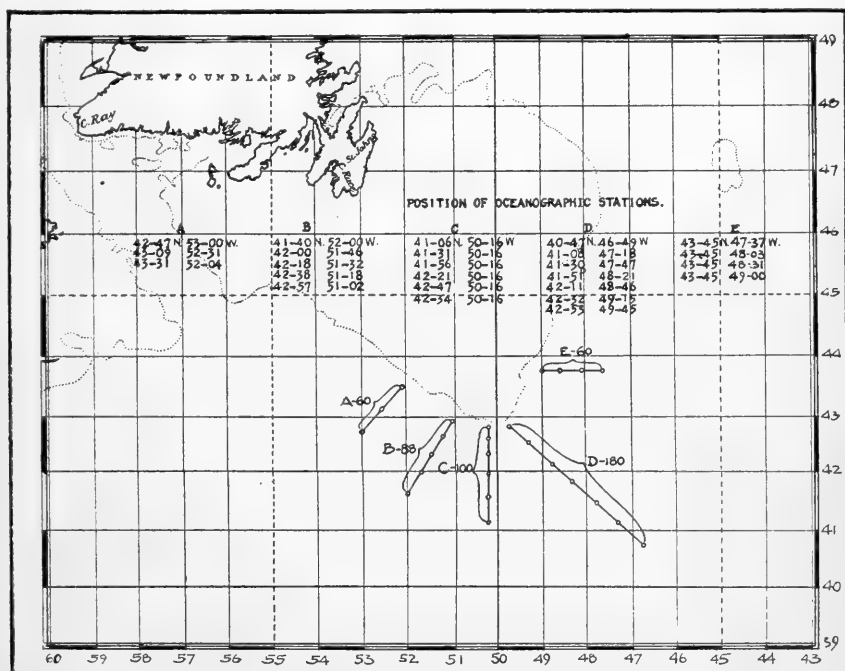 49
NEWFOUNDLAND
C. Ray
48
St. Johns
C. Race
47
POSITION OF OCEANOGRAPHIC STATIONS.
A B C D E
46
42-47 N. 53-00 W. 41-40 N. 52-00 W. 41-06 N. 50-16 W 40-47 N. 46-49 W 43-45 N. 47-37 W.
43-09 52-31 42-00 51-46 41-31 50-16 41-08 47-18 43-45 48-03
43-31 52-04 42-18 51-32 41-56 50-16 41-30 47-47 43-45 48-31
42-38 51-18 42-21 50-16 41-51 48-21 43-45 49-00
42-57 51-02 42-47 50-16 42-11 48-46
45
42-34 50-16 42-32 49-15
42-53 49-45
44
E-60
A-60
43
B-88
C-100
D-180
42
41
40
39
60 59 58 57 56 55 54 53 52 51 50 49 48 47 46 45 44 43